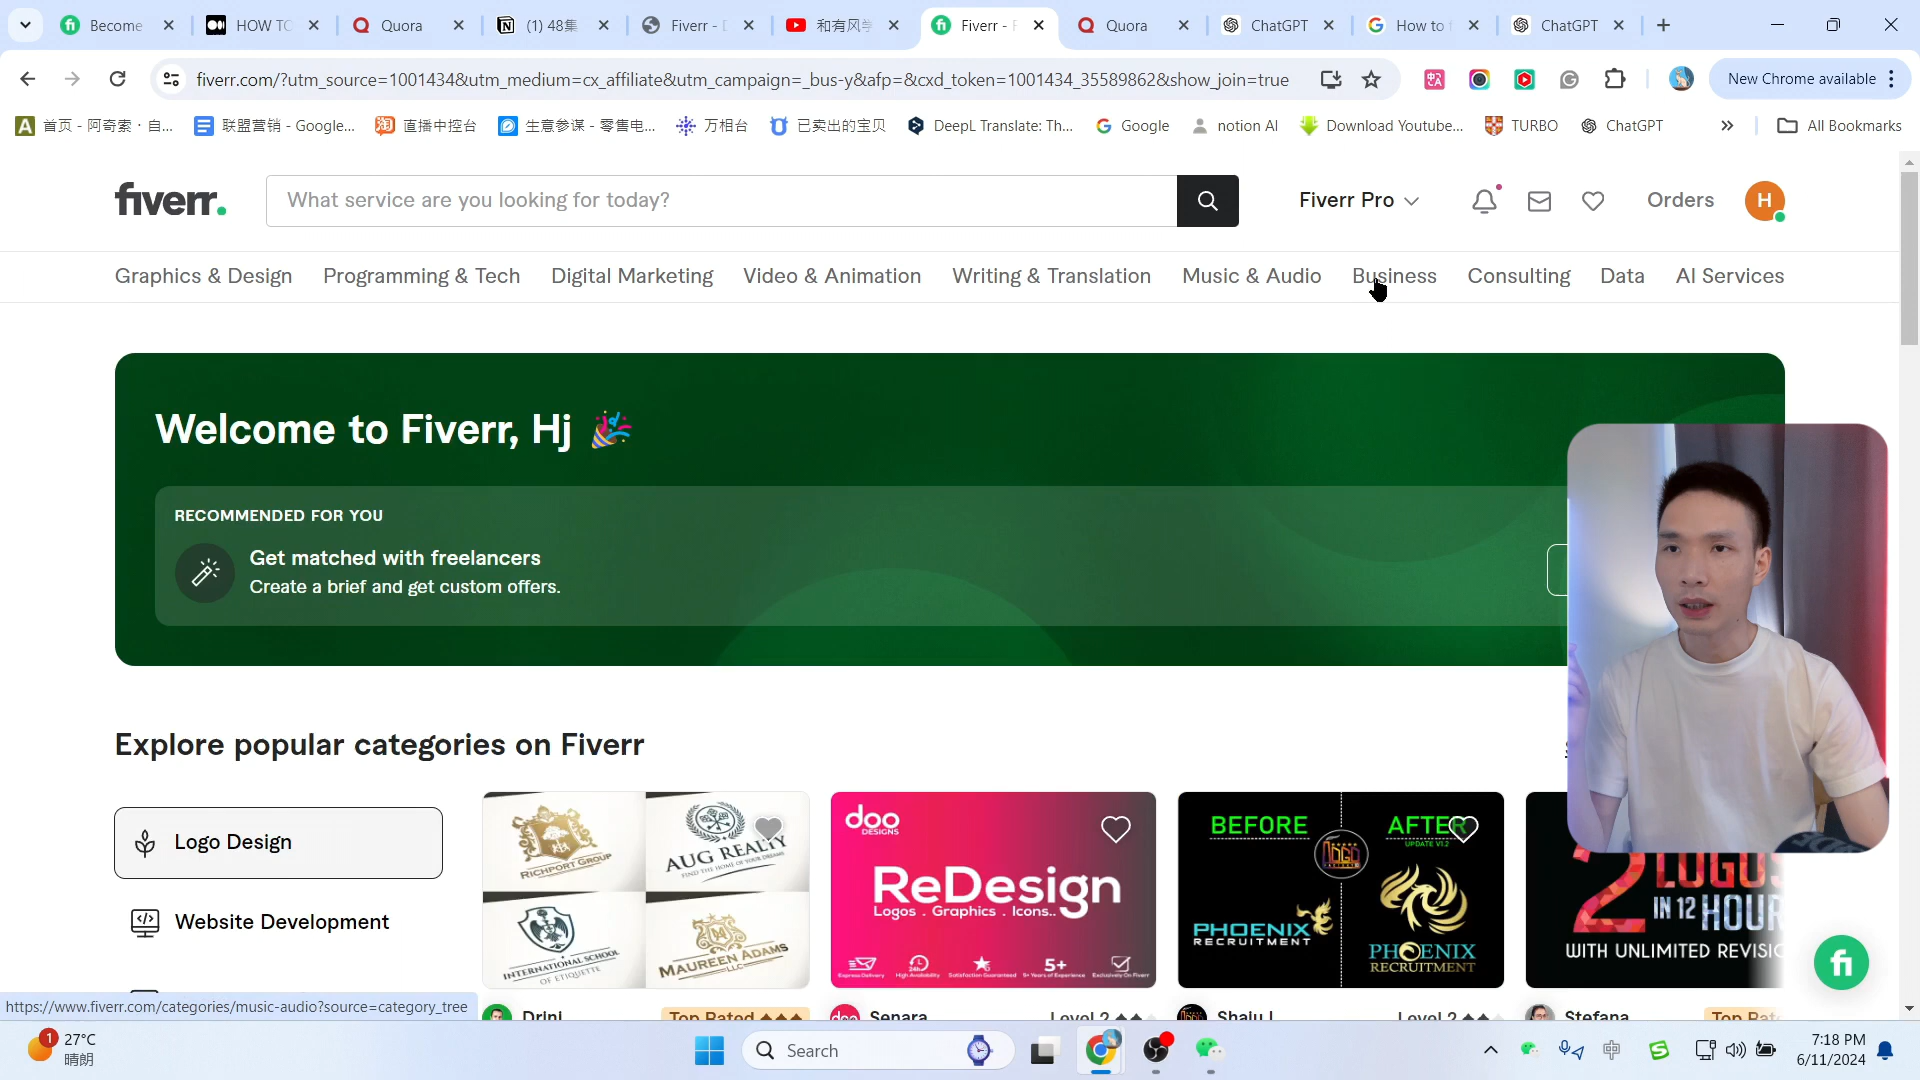 Become
HOW TO
Quora
(1) 48集
Fiverr -
和有风学
Fiverr -
Quora
ChatGPT
How to
ChatGPT
fiverr.com/?utm_source=1001434&utm_medium=cx_affiliate&utm_campaign=_bus-y&afp=&cxd_token=1001434_35589862&show_join=true
New Chrome available
首页 - 阿奇索 · 自...
联盟营销 - Google...
直播中控台
生意参谋 - 零售电...
万相台
已卖出的宝贝
DeepL Translate: Th...
Google
notion AI
Download Youtube...
TURBO
ChatGPT
All Bookmarks
fiverr.
What service are you looking for today?
Fiverr Pro
Orders
H
Graphics & Design
Programming & Tech
Digital Marketing
Video & Animation
Writing & Translation
Music & Audio
Business
Consulting
Data
AI Services
Welcome to Fiverr, Hj
RECOMMENDED FOR YOU
Get matched with freelancers
Create a brief and get custom offers.
Explore popular categories on Fiverr
Logo Design
Website Development
RICHPORT GROUP
AUG REALTY
FIND THE HOME OF YOUR DREAMS
INTERNATIONAL SCHOOL
OF ETIQUETTE
MAUREEN ADAMS
LLC
doo
DESIGNS
ReDesign
Logos . Graphics . Icons..
Express Delivery
High Availability
Satisfaction Guaranteed
5+
9+ Years of Experience
Exclusively On Fiverr
BEFORE
AFTER
UPDATE V1.2
PHOENIX
RECRUITMENT
PHOENIX
RECRUITMENT
2 LOGOS
IN 12 HOUR
WITH UNLIMITED REVISIO
fi
Drini
Top Rated
Senara
Level 2
Shalu L
Level 2
Stefana
Top Rat
https://www.fiverr.com/categories/music-audio?source=category_tree
1
27°C
晴朗
Search
中
7:18 PM
6/11/2024